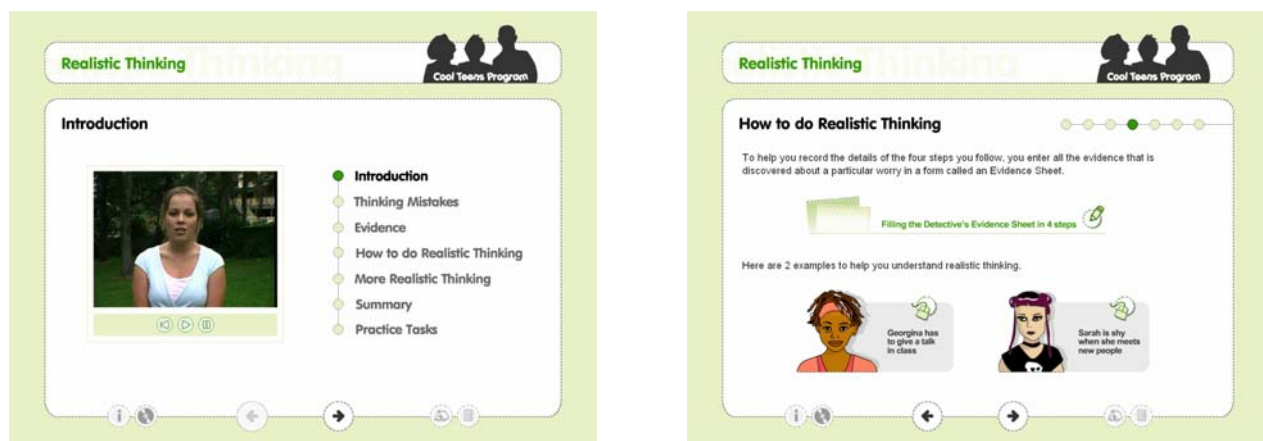 Realistic Thinking
Thinking
Cool Teens Program
Introduction
Introduction
Thinking Mistakes
Evidence
How to do Realistic Thinking
More Realistic Thinking
Summary
Practice Tasks
Realistic Thinking
Thinking
Cool Teens Program
How to do Realistic Thinking
To help you record the details of the four steps you follow, you enter all the evidence that is
discovered about a particular worry in a form called an Evidence Sheet.
Filling the Detective's Evidence Sheet in 4 steps
Here are 2 examples to help you understand realistic thinking.
Georgina has
to give a talk
in class
Sarah is shy
when she meets
new people